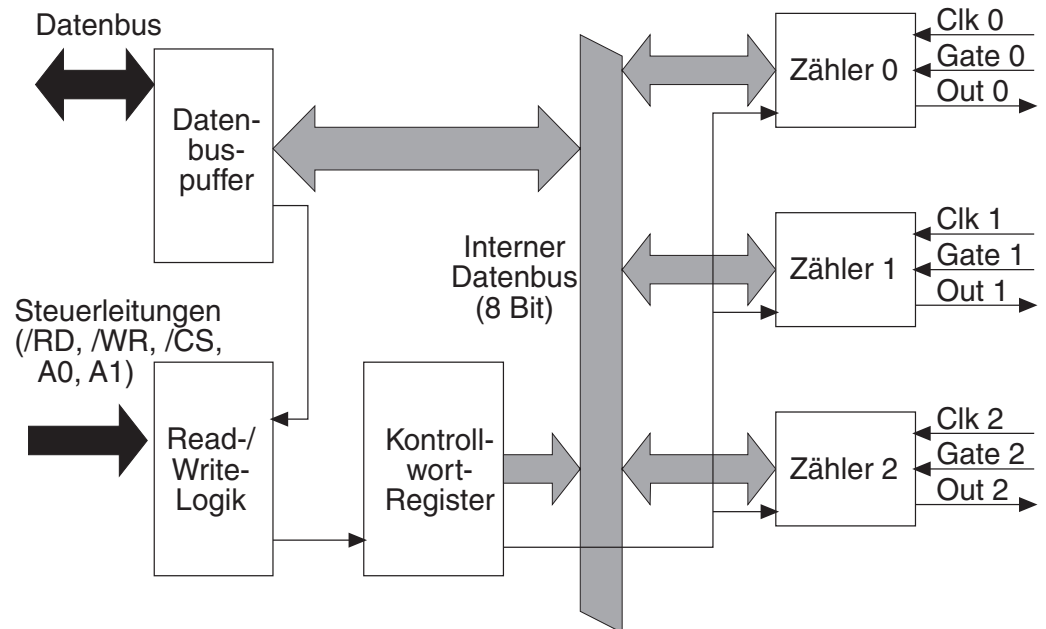 Datenbus
Daten-
bus-
puffer
Steuerleitungen
(/RD, /WR, /CS,
A0, A1)
Read-/
Write-
Logik
Kontroll-
wort-
Register
Interner
Datenbus
(8 Bit)
Zähler 0
Clk 0
Gate 0
Out 0
Zähler 1
Clk 1
Gate 1
Out 1
Zähler 2
Clk 2
Gate 2
Out 2